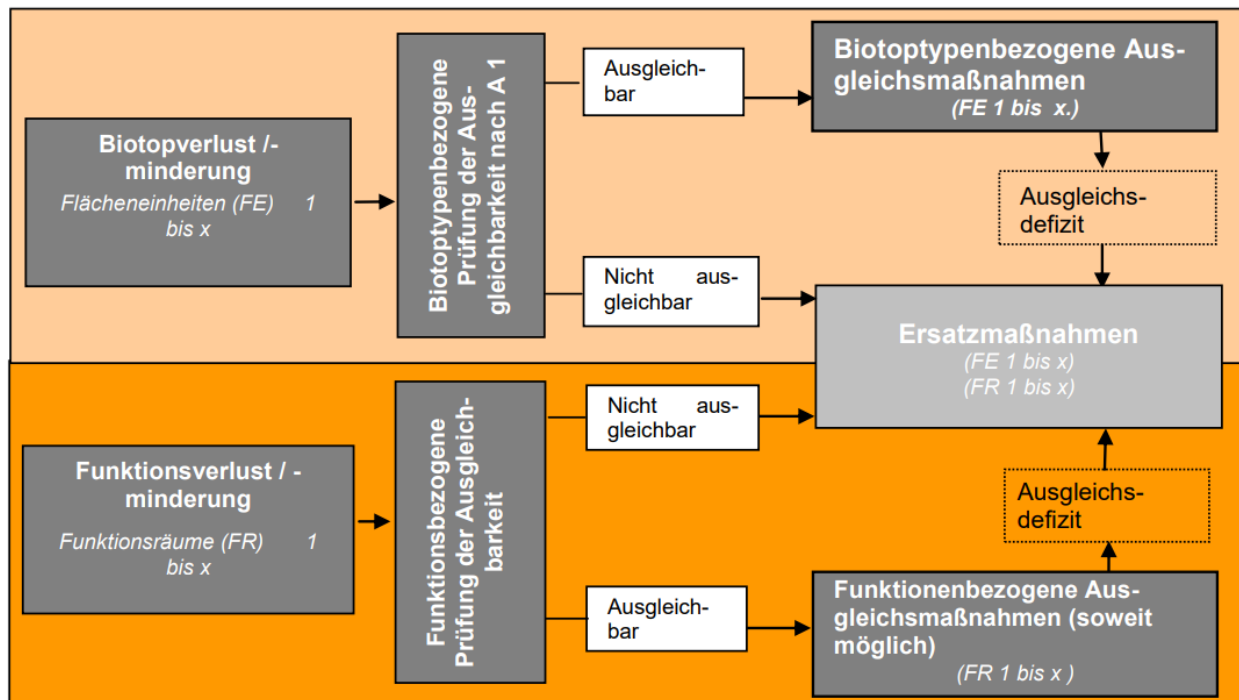 Biotopverlust /-
minderung
Flächeneinheiten (FE) 1
bis x
Biotoptypenbezogene
Prüfung der Aus-
gleichbarkeit nach A 1
Ausgleich-
bar
Biotoptypenbezogene Aus-
gleichsmaßnahmen
(FE 1 bis x.)
Ausgleichs-
defizit
Nicht aus-
gleichbar
Ersatzmaßnahmen
(FE 1 bis x)
(FR 1 bis x)
Funktionsverlust / -
minderung
Funktionsräume (FR) 1
bis x
Funktionsbezogene
Prüfung der Ausgleich-
barkeit
Nicht aus-
gleichbar
Ausgleichs-
defizit
Ausgleich-
bar
Funktionenbezogene Aus-
gleichsmaßnahmen (soweit
möglich)
(FR 1 bis x )